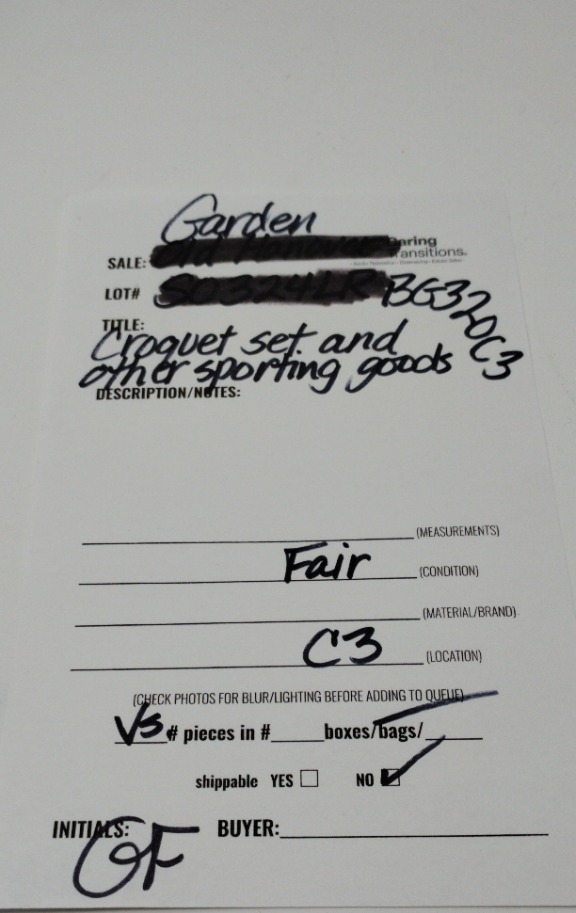 Garden
SALE: aring
ransitions.
LOT# BG320C3
TITLE:
Croquet set and
other sporting goods
DESCRIPTION/NOTES:
(MEASUREMENTS)
Fair (CONDITION)
(MATERIAL/BRAND)
C3 (LOCATION)
(CHECK PHOTOS FOR BLUR/LIGHTING BEFORE ADDING TO QUEUE)
VS # pieces in # boxes/bags/
shippable YES NO
INITIALS: BUYER:
GF